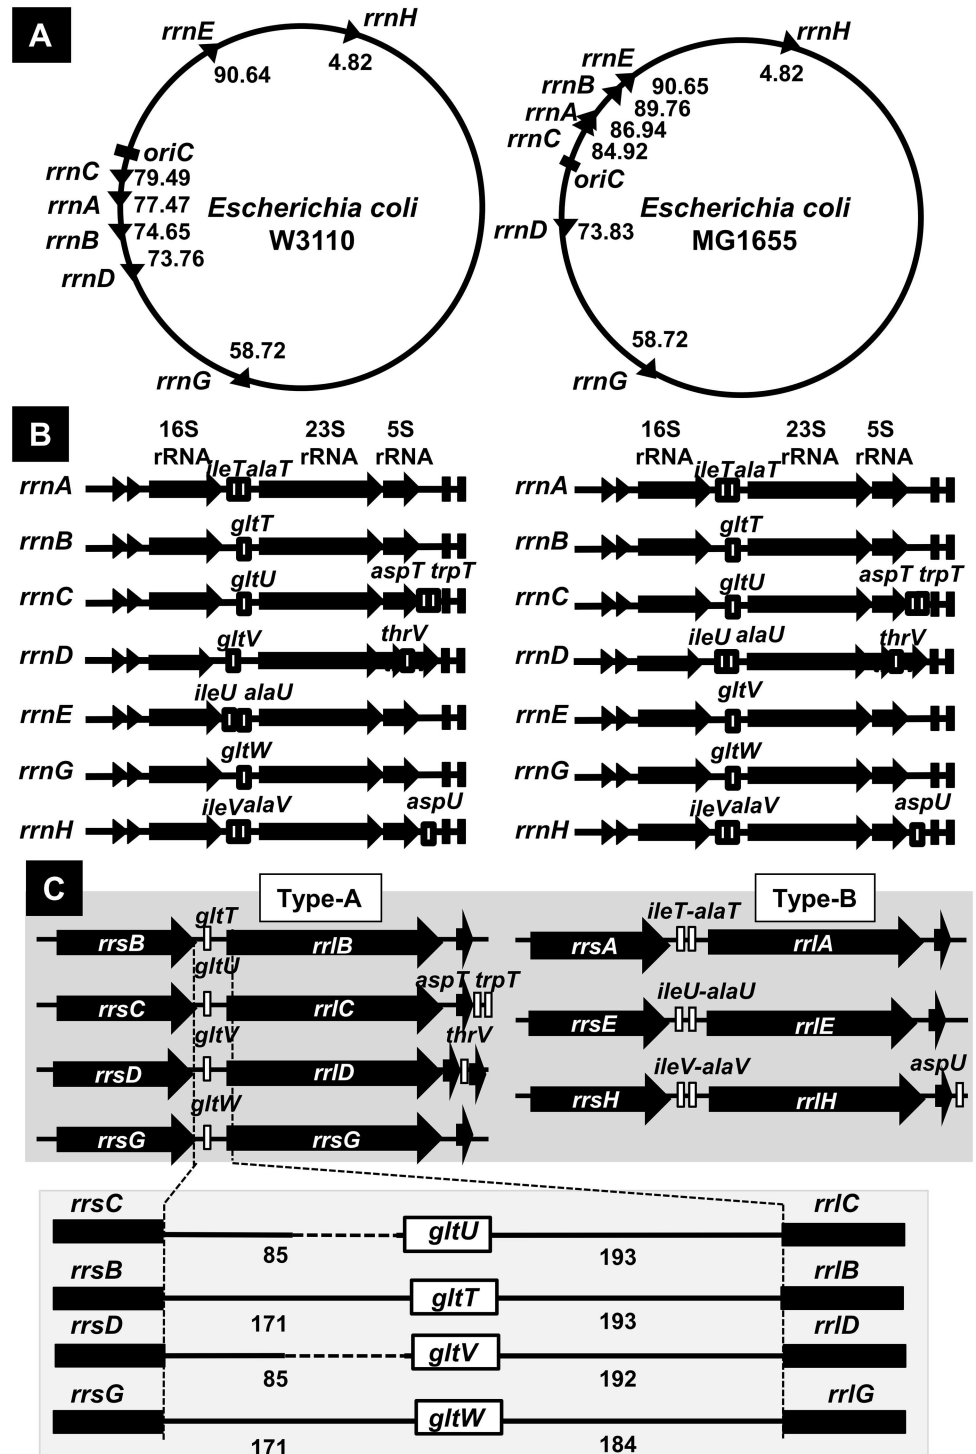 A
rrnE
rrnH
90.64
4.82
oriC
rrnC
79.49
rrnA
77.47
rrnB
74.65
73.76
rrnD
Escherichia coli
W3110
58.72
rrnG
rrnH
rrnE
4.82
rrnB
90.65
rrnA
89.76
rrnC
86.94
84.92
oriC
rrnD
73.83
Escherichia coli
MG1655
58.72
rrnG
B
16S
rRNA
23S
rRNA
5S
rRNA
ileTalaT
rrnA
gltT
rrnB
gltU
aspT trpT
rrnC
gltV
thrV
rrnD
ileU alaU
rrnE
gltW
rrnG
ileValaV
aspU
rrnH
16S
rRNA
23S
rRNA
5S
rRNA
ileTalaT
rrnA
gltT
rrnB
gltU
aspT trpT
rrnC
ileU alaU
thrV
rrnD
gltV
rrnE
gltW
rrnG
ileValaV
aspU
rrnH
C
Type-A
gltT
rrsB
rrlB
gltU
aspT trpT
rrsC
rrlC
gltV
thrV
rrsD
rrlD
gltW
rrsG
rrsG
Type-B
ileT-alaT
rrsA
rrlA
ileU-alaU
rrsE
rrlE
ileV-alaV
aspU
rrsH
rrlH
rrsC
rrlC
gltU
85
193
rrsB
rrlB
gltT
171
193
rrsD
rrlD
gltV
85
192
rrsG
rrlG
gltW
171
184